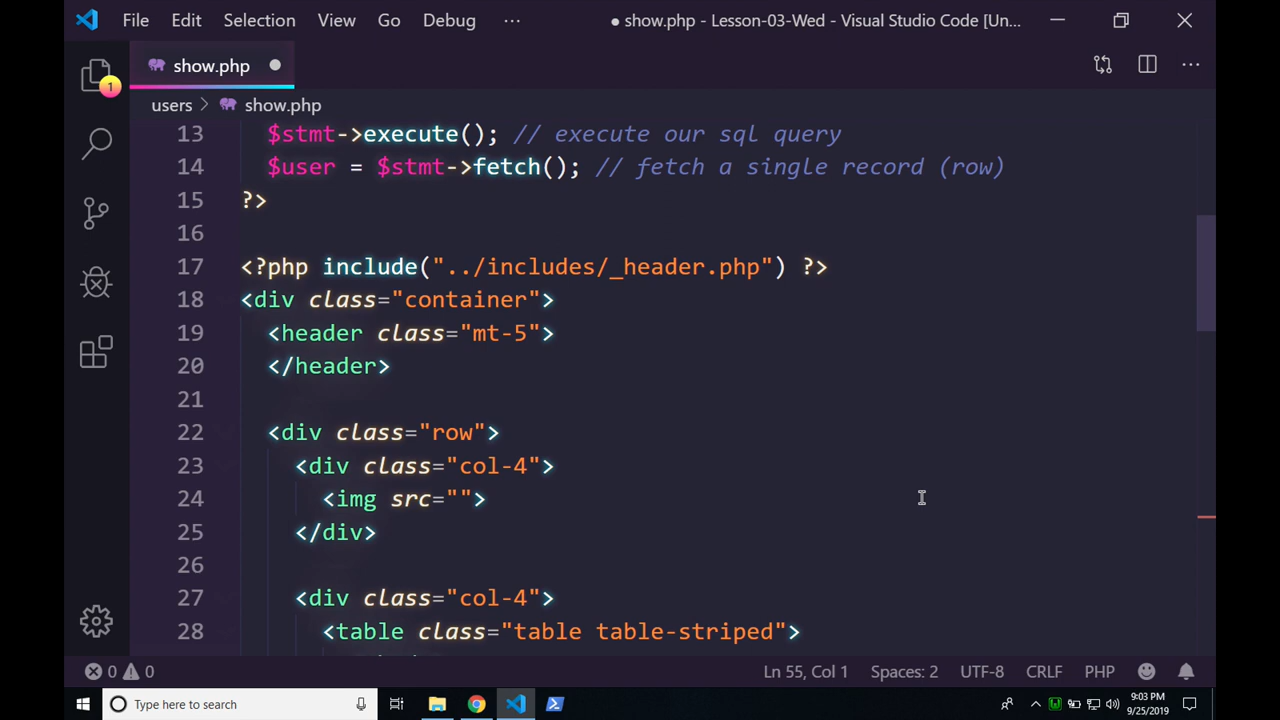 File Edit Selection View Go Debug ··· ● show.php - Lesson-03-Wed - Visual Studio Code [Un...
show.php ●
1
users > show.php
13 $stmt->execute(); // execute our sql query
14 $user = $stmt->fetch(); // fetch a single record (row)
15 ?>
16
17 <?php include("../includes/_header.php") ?>
18 <div class="container">
19 <header class="mt-5">
20 </header>
21
22 <div class="row">
23 <div class="col-4">
24 <img src="">
25 </div>
26
27 <div class="col-4">
28 <table class="table table-striped">
0 0 Ln 55, Col 1 Spaces: 2 UTF-8 CRLF PHP
Type here to search
9:03 PM
9/25/2019